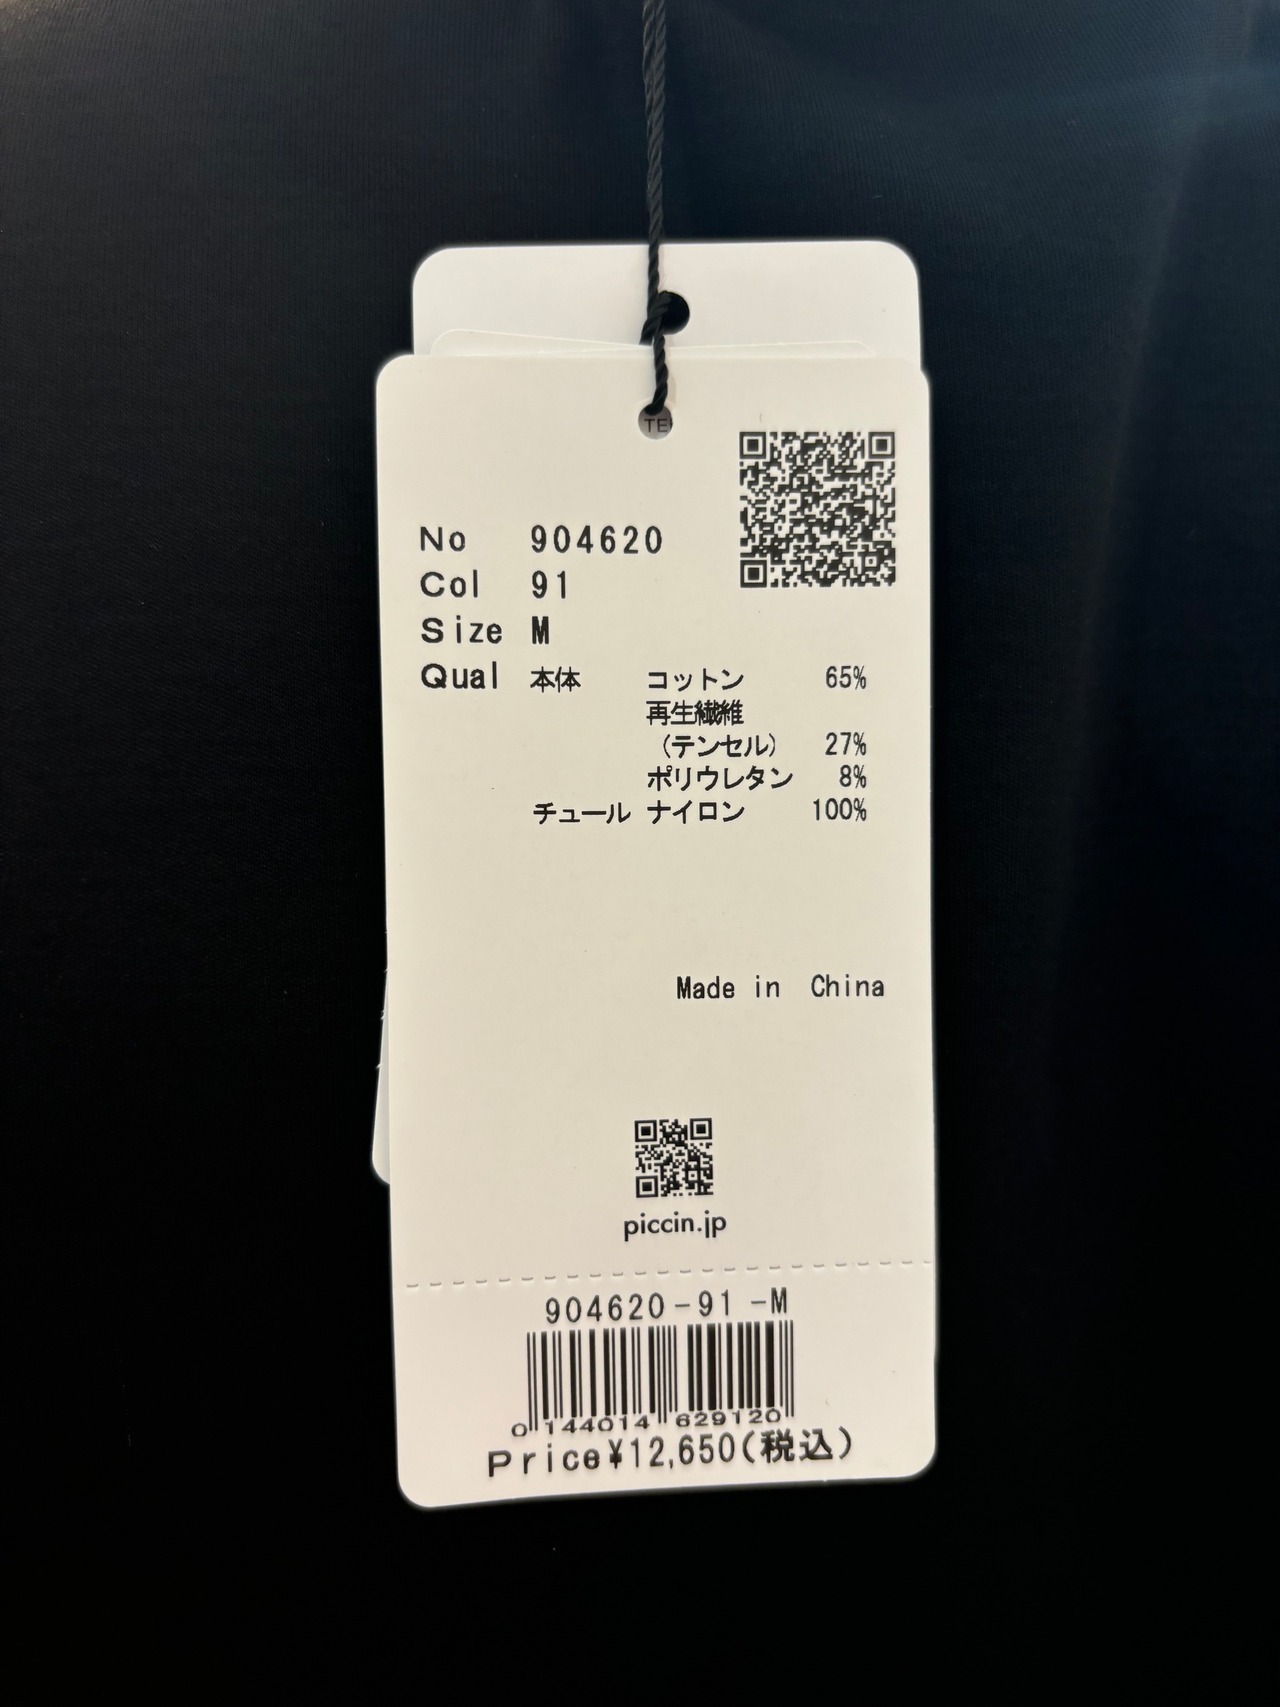 TE
No 904620
Col 91
Size M
Qual 本体 コットン 65%
再生繊維
(テンセル) 27%
ポリウレタン 8%
チュール ナイロン 100%
Made in China
piccin.jp
904620-91 -M
0 144014 629120
Price¥12,650(税込)